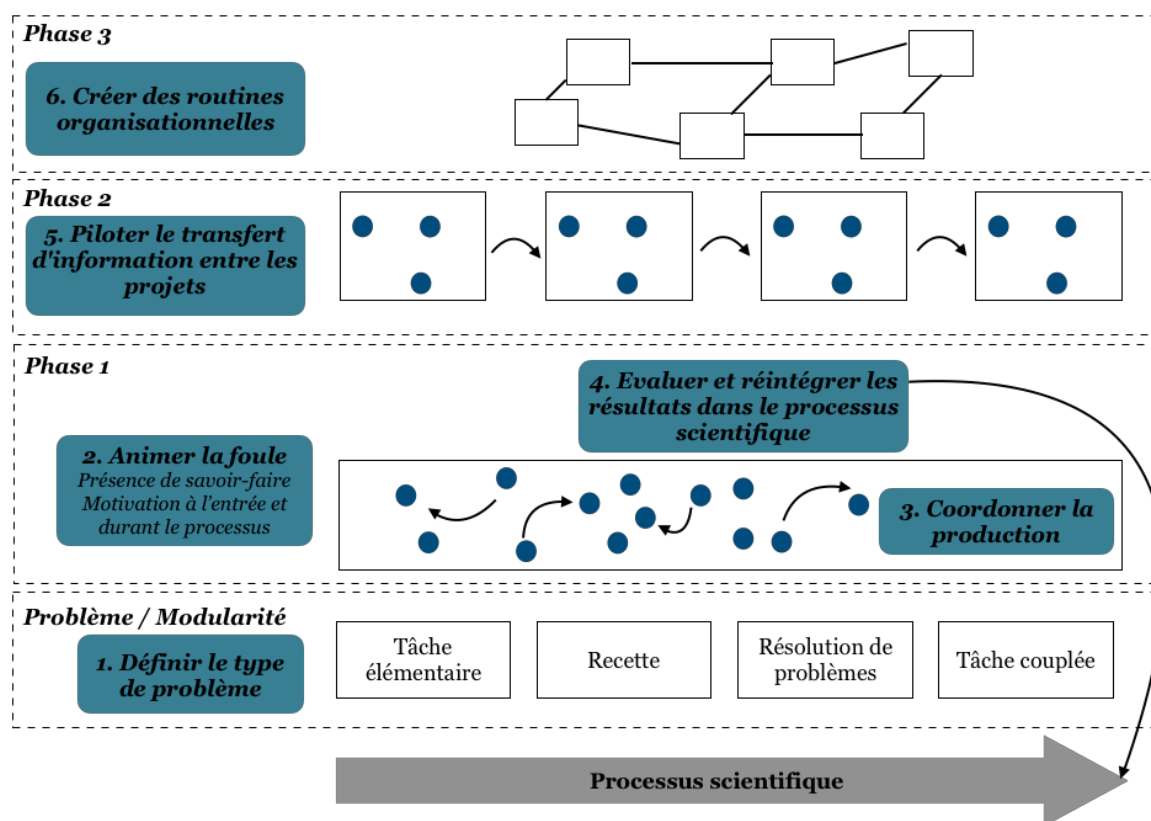 Phase 3
6. Créer des routines
organisationnelles
Phase 2
5. Piloter le transfert
d'information entre les
projets
Phase 1
4. Evaluer et réintégrer les
résultats dans le processus
scientifique
2. Animer la foule
Présence de savoir-faire
Motivation à l’entrée et
durant le processus
3. Coordonner la
production
Problème / Modularité
1. Définir le type
de problème
Tâche
élémentaire
Recette
Résolution de
problèmes
Tâche couplée
Processus scientifique